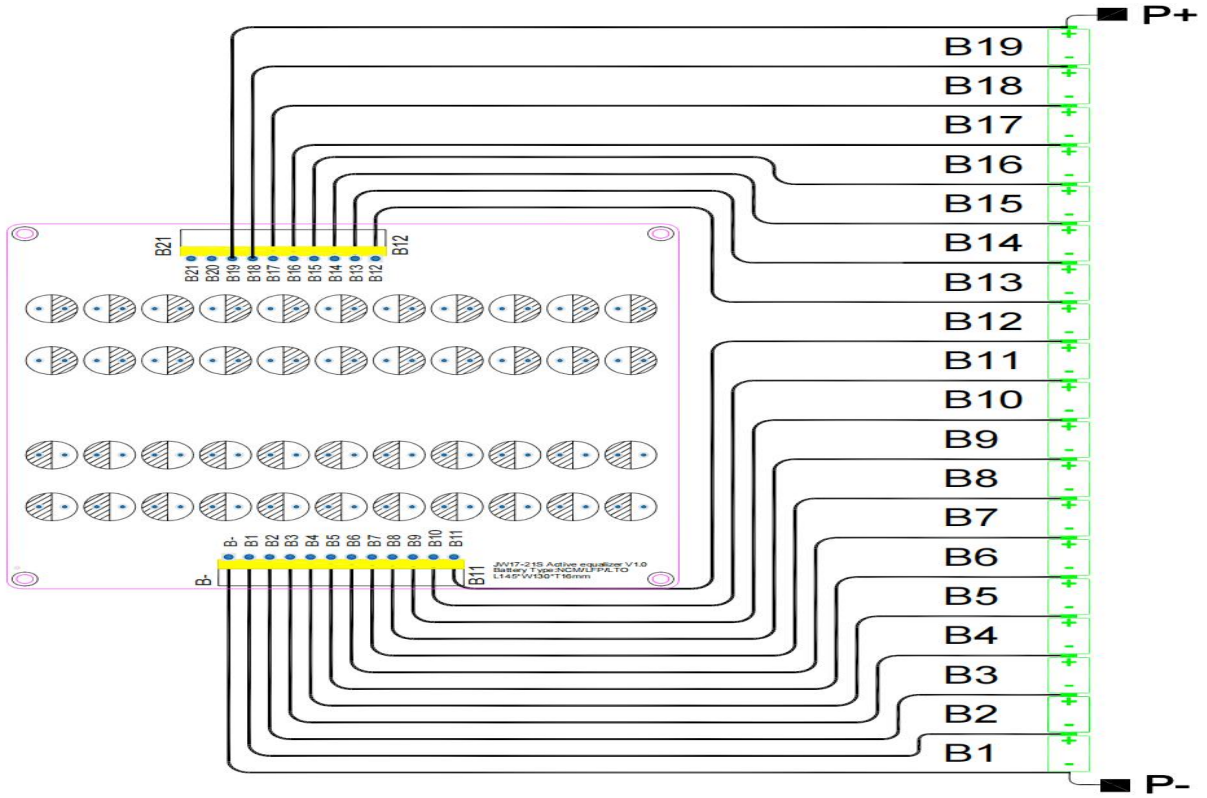 P+
B19
B18
B17
B16
B15
B14
B13
B12
B11
B10
B9
B8
B7
B6
B5
B4
B3
B2
B1
P-
B21
B12
B21 B20 B19 B18 B17 B16 B15 B14 B13 B12
B- B1 B2 B3 B4 B5 B6 B7 B8 B9 B10 B11
B-
B11
JW17-21S Active equalizer V1.0
Battery Type:NCM/LFP/LTO
L145*W130*T16mm